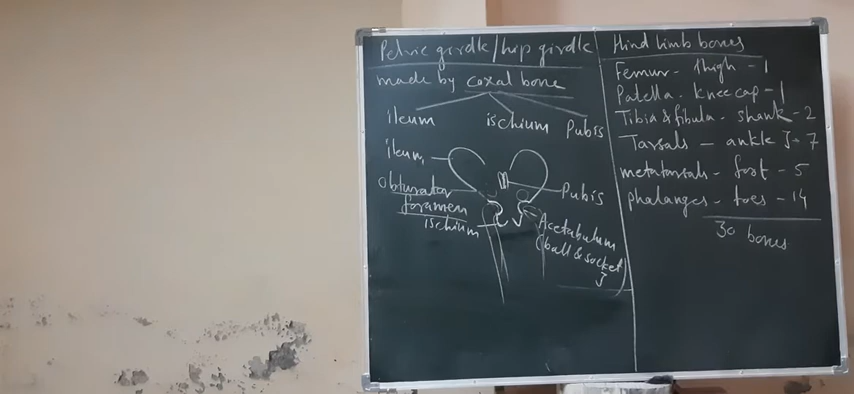 Pelvic girdle/hip girdle
made by coxal bone
ileum ischium Pubis
ileum
obturator
foramen
ischium
Pubis
Acetabulum
(ball & socket
J
Hind limb bones
Femur - thigh - 1
Patella - kneecap - 1
Tibia & fibula - shank - 2
Tarsals - ankle J - 7
metatarsals - foot - 5
phalanges - toes - 14
30 bones